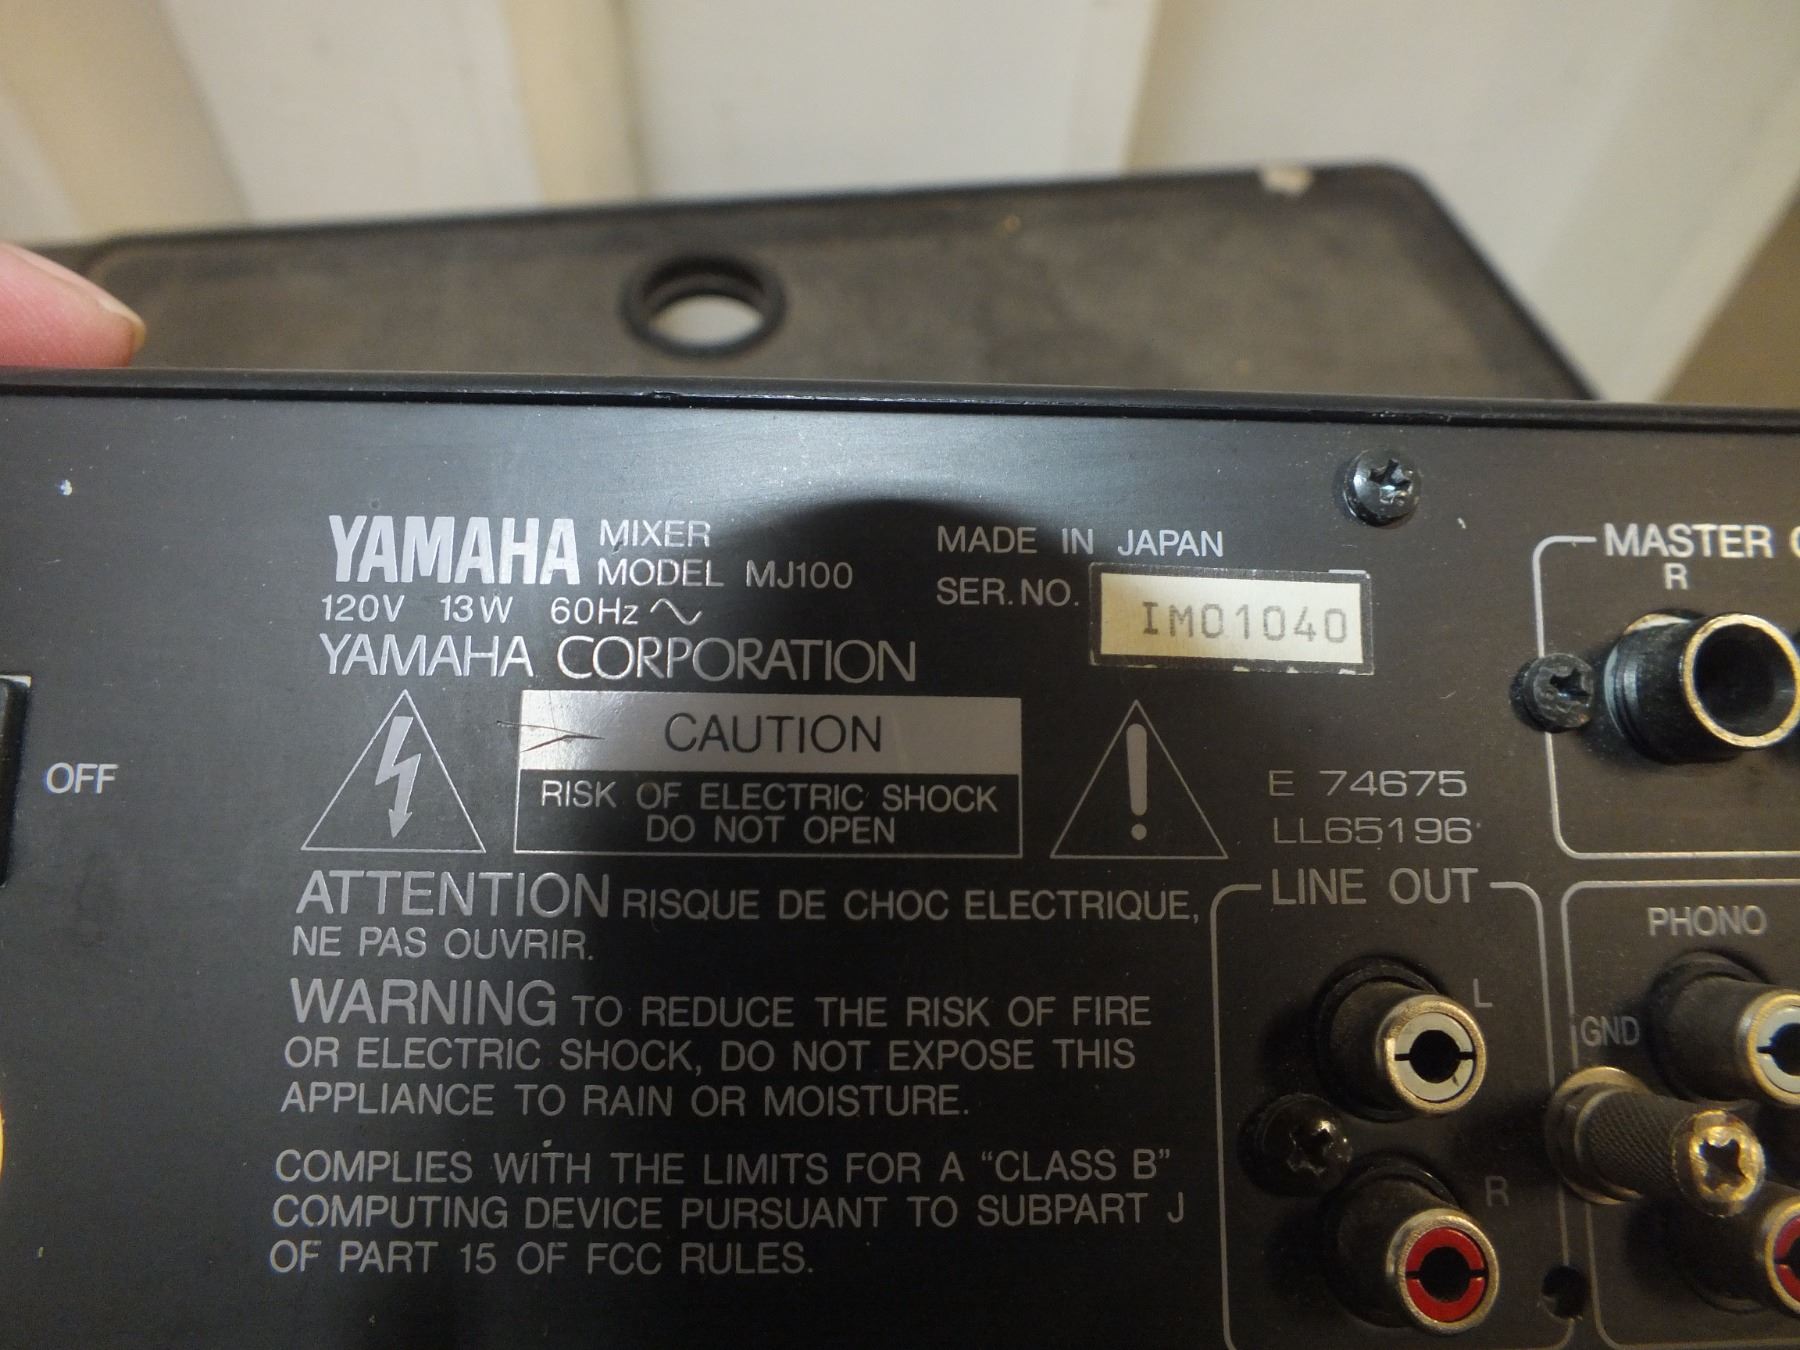 YAMAHA MIXER
MODEL MJ100
120V 13W 60Hz
YAMAHA CORPORATION
MADE IN JAPAN
SER. NO. IM01040
CAUTION
RISK OF ELECTRIC SHOCK
DO NOT OPEN
E 74675
LL65196
ATTENTION RISQUE DE CHOC ELECTRIQUE,
NE PAS OUVRIR.
WARNING TO REDUCE THE RISK OF FIRE
OR ELECTRIC SHOCK, DO NOT EXPOSE THIS
APPLIANCE TO RAIN OR MOISTURE.
COMPLIES WITH THE LIMITS FOR A “CLASS B”
COMPUTING DEVICE PURSUANT TO SUBPART J
OF PART 15 OF FCC RULES.
OFF
MASTER
R
LINE OUT
L
R
PHONO
GND